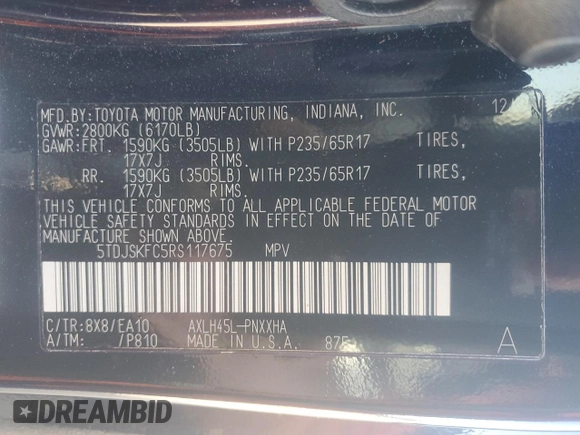 MFD.BY:TOYOTA MOTOR MANUFACTURING, INDIANA, INC. 12/
GVWR:2800KG (6170LB)
GAWR:FRT. 1590KG (3505LB) WITH P235/65R17 TIRES,
17X7J RIMS.
RR. 1590KG (3505LB) WITH P235/65R17 TIRES,
17X7J RIMS.
THIS VEHICLE CONFORMS TO ALL APPLICABLE FEDERAL MOTOR
VEHICLE SAFETY STANDARDS IN EFFECT ON THE DATE OF
MANUFACTURE SHOWN ABOVE.
5TDJSKFC5RS117675 MPV
C/TR:8X8/EA10 AXLH45L-PNXXHA
A/TM: /P810 MADE IN U.S.A. A
DREAMBID